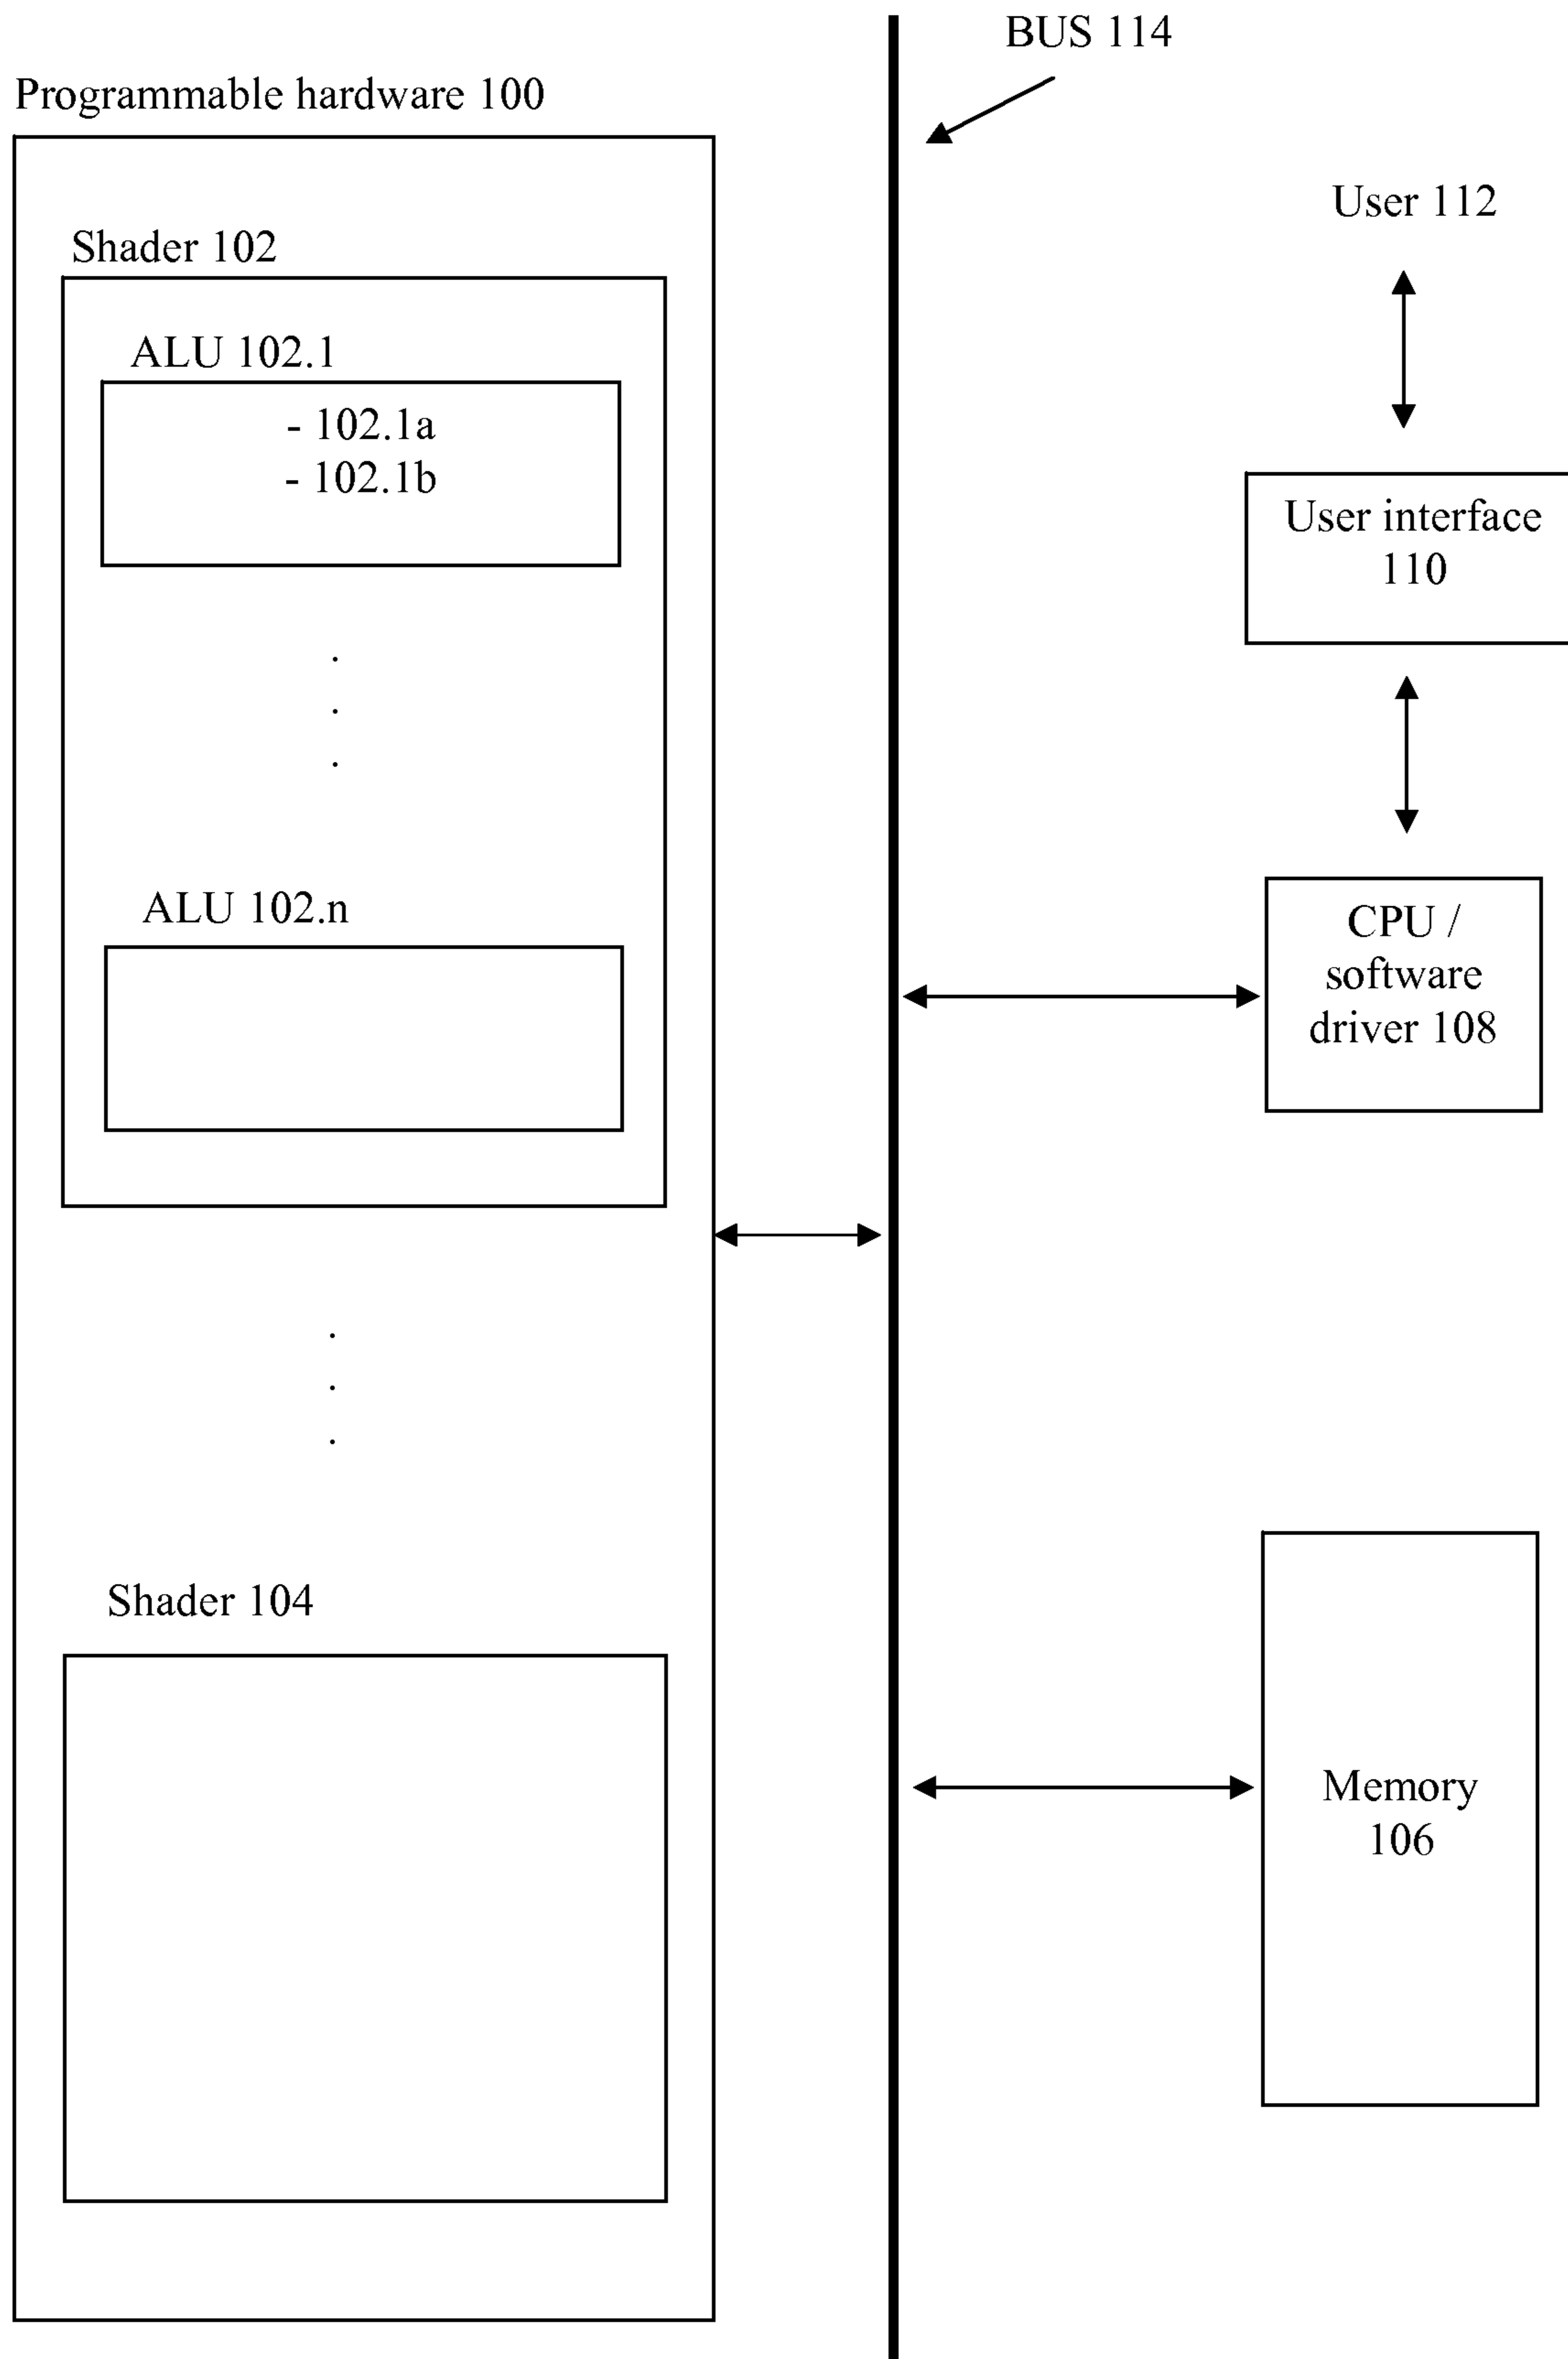 BUS 114
Programmable hardware 100
User 112
Shader 102
ALU 102.1
- 102.1a
- 102.1b
User interface
110
ALU 102.n
CPU /
software
driver 108
Shader 104
Memory
106